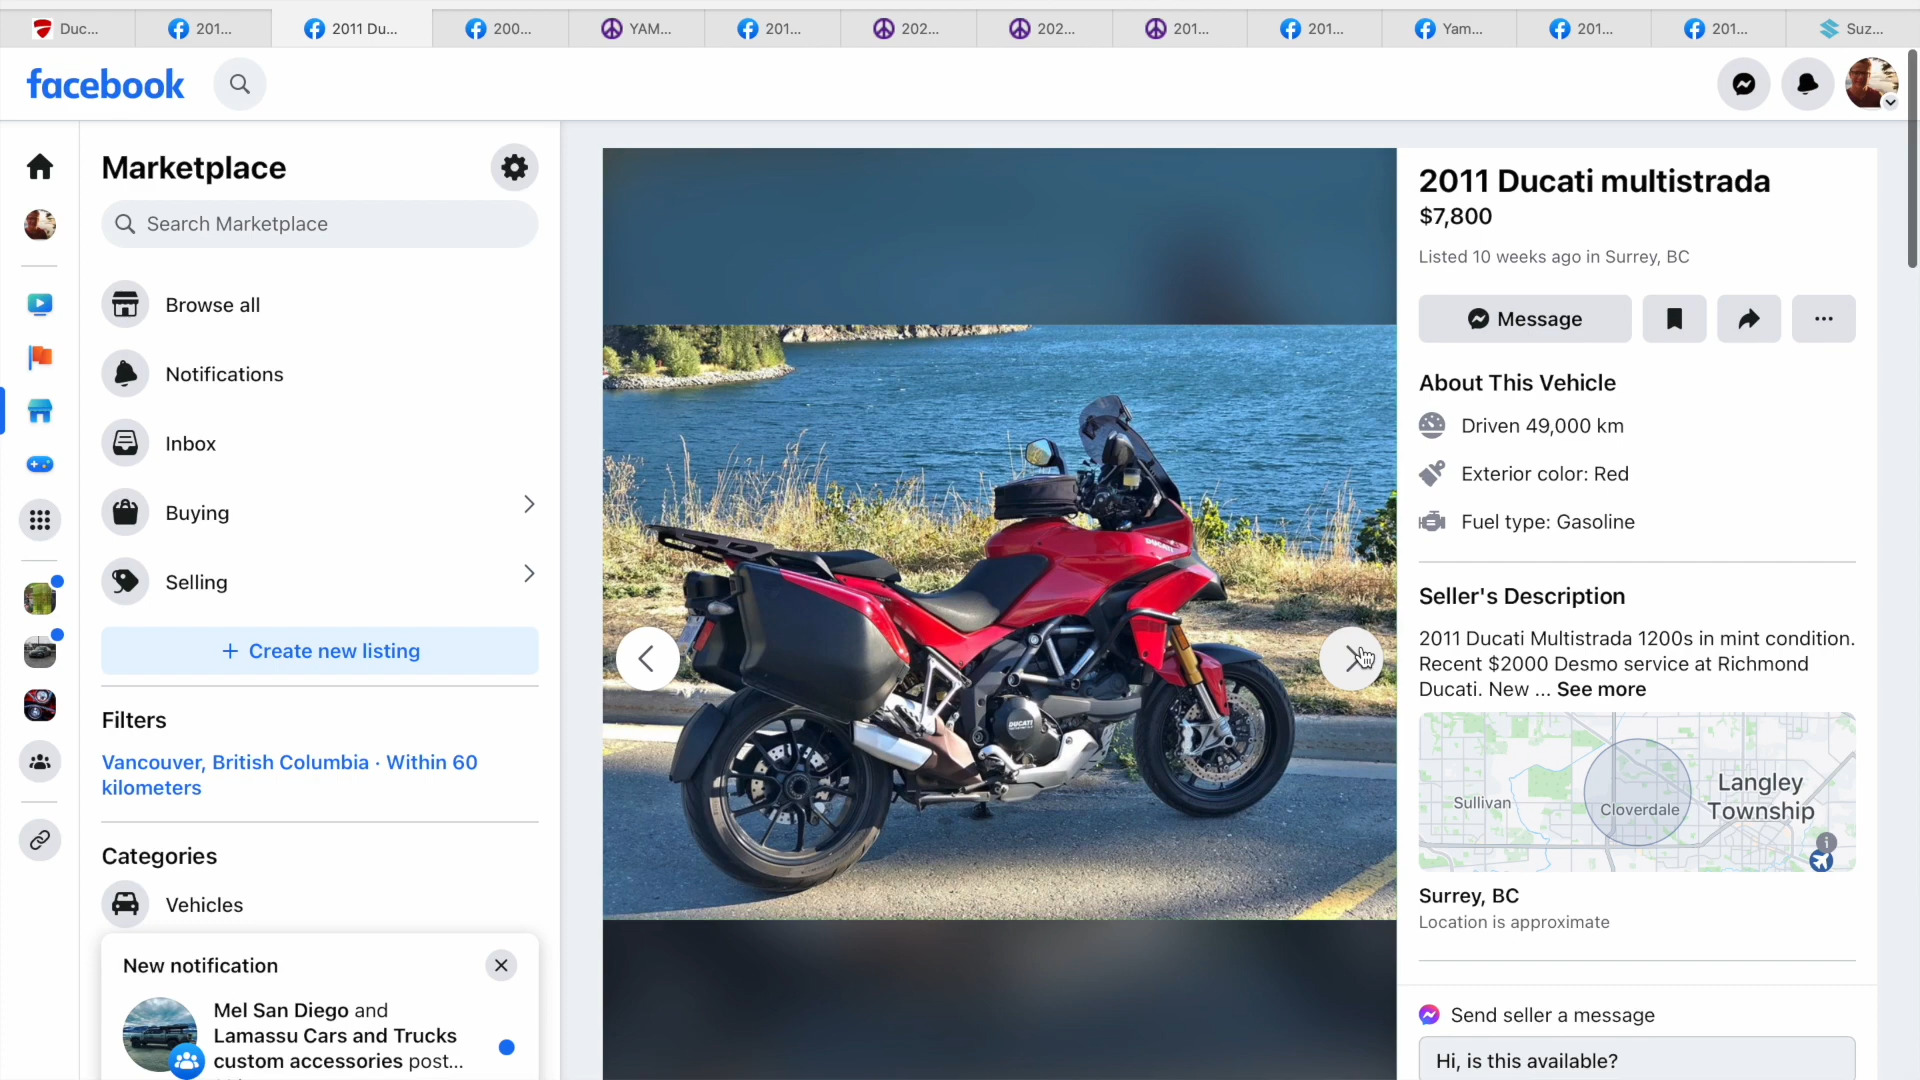 Duc...
201...
2011 Du...
200...
YAM...
201...
202...
202...
201...
201...
Yam...
201...
201...
Suz...
facebook
Marketplace
Search Marketplace
Browse all
Notifications
Inbox
Buying
Selling
+ Create new listing
Filters
Vancouver, British Columbia · Within 60
kilometers
Categories
Vehicles
New notification
Mel San Diego and
Lamassu Cars and Trucks
custom accessories post...
DUCATI
DUCATI
2011 Ducati multistrada
$7,800
Listed 10 weeks ago in Surrey, BC
Message
About This Vehicle
Driven 49,000 km
Exterior color: Red
Fuel type: Gasoline
Seller's Description
2011 Ducati Multistrada 1200s in mint condition.
Recent $2000 Desmo service at Richmond
Ducati. New ... See more
Sullivan
Cloverdale
Langley
Township
Surrey, BC
Location is approximate
Send seller a message
Hi, is this available?